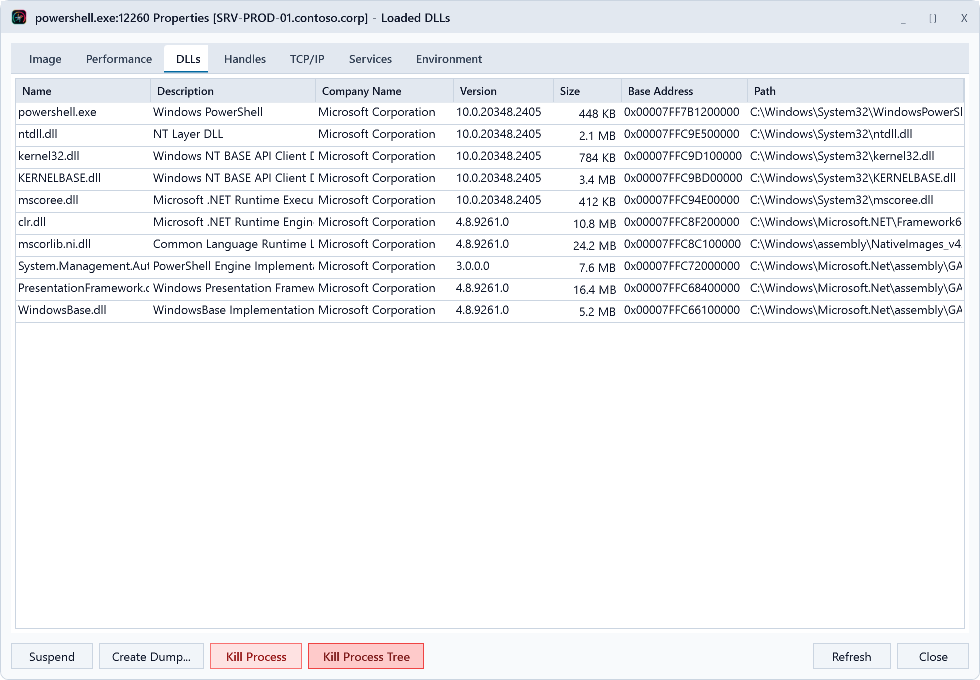 powershell.exe:12260 Properties [SRV-PROD-01.contoso.corp] - Loaded DLLs
Image Performance DLLs Handles TCP/IP Services Environment
Name Description Company Name Version Size Base Address Path
powershell.exe Windows PowerShell Microsoft Corporation 10.0.20348.2405 448 KB 0x00007FF7B1200000 C:\Windows\System32\WindowsPowerSl
ntdll.dll NT Layer DLL Microsoft Corporation 10.0.20348.2405 2.1 MB 0x00007FFC9E500000 C:\Windows\System32\ntdll.dll
kernel32.dll Windows NT BASE API Client D Microsoft Corporation 10.0.20348.2405 784 KB 0x00007FFC9D100000 C:\Windows\System32\kernel32.dll
KERNELBASE.dll Windows NT BASE API Client D Microsoft Corporation 10.0.20348.2405 3.4 MB 0x00007FFC9BD00000 C:\Windows\System32\KERNELBASE.dll
mscoree.dll Microsoft .NET Runtime Execu Microsoft Corporation 10.0.20348.2405 412 KB 0x00007FFC94E00000 C:\Windows\System32\mscoree.dll
clr.dll Microsoft .NET Runtime Engin Microsoft Corporation 4.8.9261.0 10.8 MB 0x00007FFC8F200000 C:\Windows\Microsoft.NET\Framework6
mscorlib.ni.dll Common Language Runtime L Microsoft Corporation 4.8.9261.0 24.2 MB 0x00007FFC8C100000 C:\Windows\assembly\NativeImages_v4
System.Management.Aut PowerShell Engine Implementa Microsoft Corporation 3.0.0.0 7.6 MB 0x00007FFC72000000 C:\Windows\Microsoft.Net\assembly\GA
PresentationFramework.c Windows Presentation Framew Microsoft Corporation 4.8.9261.0 16.4 MB 0x00007FFC68400000 C:\Windows\Microsoft.Net\assembly\GA
WindowsBase.dll WindowsBase Implementation Microsoft Corporation 4.8.9261.0 5.2 MB 0x00007FFC66100000 C:\Windows\Microsoft.Net\assembly\GA
Suspend Create Dump... Kill Process Kill Process Tree Refresh Close